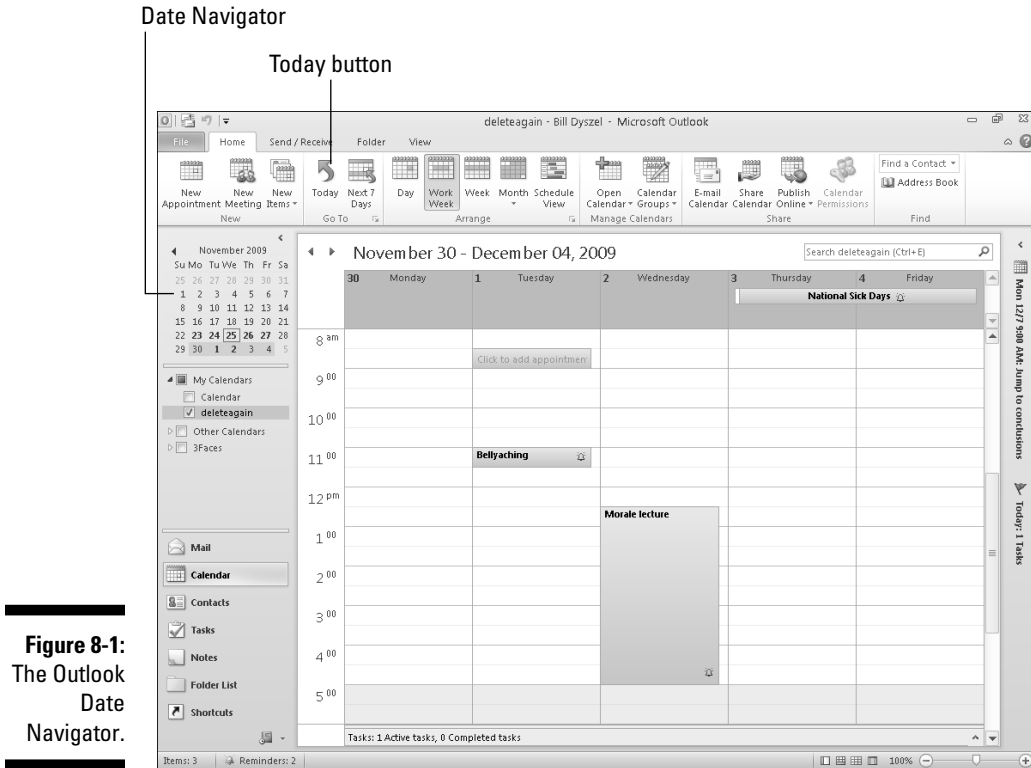 Date Navigator
Today button
deleteagain - Bill Dyszel - Microsoft Outlook
File Home Send / Receive Folder View
New Appointment
New Meeting
New Items
New
Today
Next 7 Days
Go To
Day
Work Week
Week
Month
Schedule View
Arrange
Open Calendar
Calendar Groups
Manage Calendars
E-mail Calendar
Share Calendar
Publish Online
Calendar Permissions
Share
Find a Contact
Address Book
Find
November 2009
Su Mo Tu We Th Fr Sa
25 26 27 28 29 30 31
1 2 3 4 5 6 7
8 9 10 11 12 13 14
15 16 17 18 19 20 21
22 23 24 25 26 27 28
29 30 1 2 3 4 5
My Calendars
Calendar
deleteagain
Other Calendars
3Faces
Mail
Calendar
Contacts
Tasks
Notes
Folder List
Shortcuts
November 30 - December 04, 2009
Search deleteagain (Ctrl+E)
30 Monday 1 Tuesday 2 Wednesday 3 Thursday 4 Friday
National Sick Days
8 am
Click to add appointmen
9 00
10 00
11 00
Bellyaching
12 pm
Morale lecture
1 00
2 00
3 00
4 00
5 00
Tasks: 1 Active tasks, 0 Completed tasks
Mon 12/7 9:00 AM: Jump to conclusions
Today: 1 Tasks
Items: 3 Reminders: 2 100%
Figure 8-1:
The Outlook
Date
Navigator.